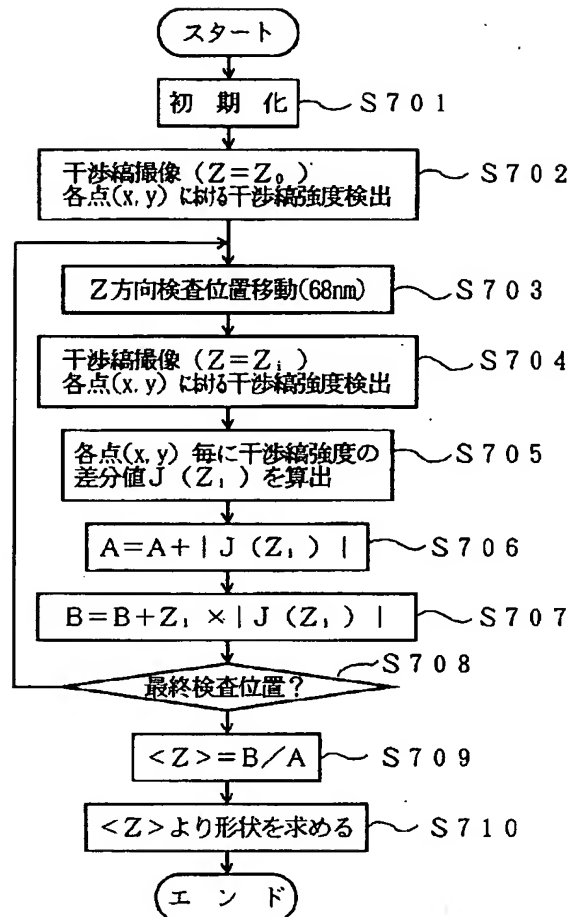 スタート
初 期 化
S701
干渉縞撮像 (Z=Z₀)
各点(x, y) における干渉縞強度検出
S702
Z方向検査位置移動(68nm)
S703
干渉縞撮像 (Z=Zᵢ)
各点(x, y) における干渉縞強度検出
S704
各点(x, y) 毎に干渉縞強度の
差分値J (Zᵢ) を算出
S705
A=A+|J (Zᵢ) |
S706
B=B+Zᵢ ×|J (Zᵢ) |
S707
最終検査位置?
S708
<Z>=B/A
S709
<Z>より形状を求める
S710
エ ン ド